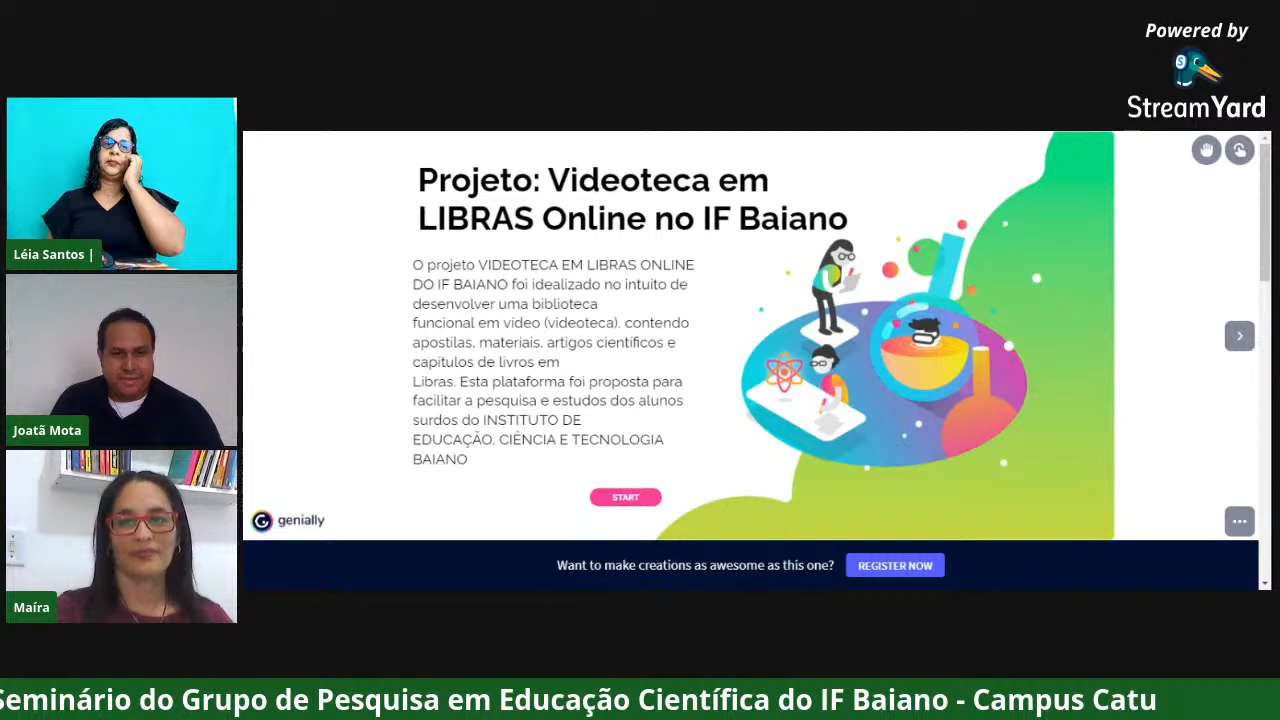 Powered by
StreamYard
Léia Santos |
Joatã Mota
Maíra
Projeto: Videoteca em
LIBRAS Online no IF Baiano
O projeto VIDEOTECA EM LIBRAS ONLINE
DO IF BAIANO foi idealizado no intuito de
desenvolver uma biblioteca
funcional em vídeo (videoteca). contendo
apostilas, materiais, artigos científicos e
capítulos de livros em
Libras. Esta plataforma foi proposta para
facilitar a pesquisa e estudos dos alunos
surdos do INSTITUTO DE
EDUCAÇÃO, CIÊNCIA E TECNOLOGIA
BAIANO
START
genially
Want to make creations as awesome as this one?
REGISTER NOW
Seminário do Grupo de Pesquisa em Educação Científica do IF Baiano - Campus Catu